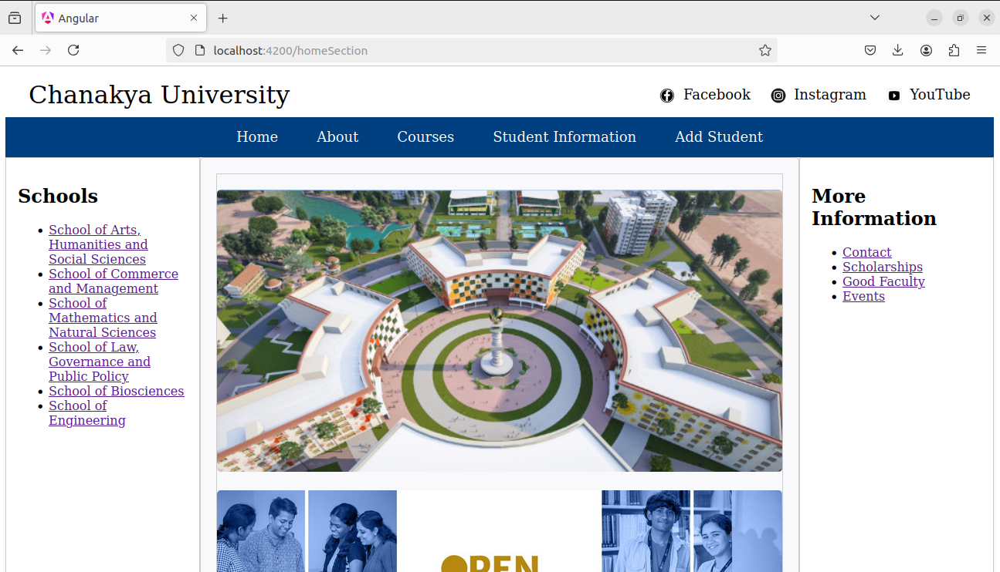 Angular
localhost:4200/homeSection
Chanakya University
Facebook
Instagram
YouTube
Home
About
Courses
Student Information
Add Student
Schools
School of Arts,
Humanities and
Social Sciences
School of Commerce
and Management
School of
Mathematics and
Natural Sciences
School of Law,
Governance and
Public Policy
School of Biosciences
School of
Engineering
OPEN
More
Information
Contact
Scholarships
Good Faculty
Events